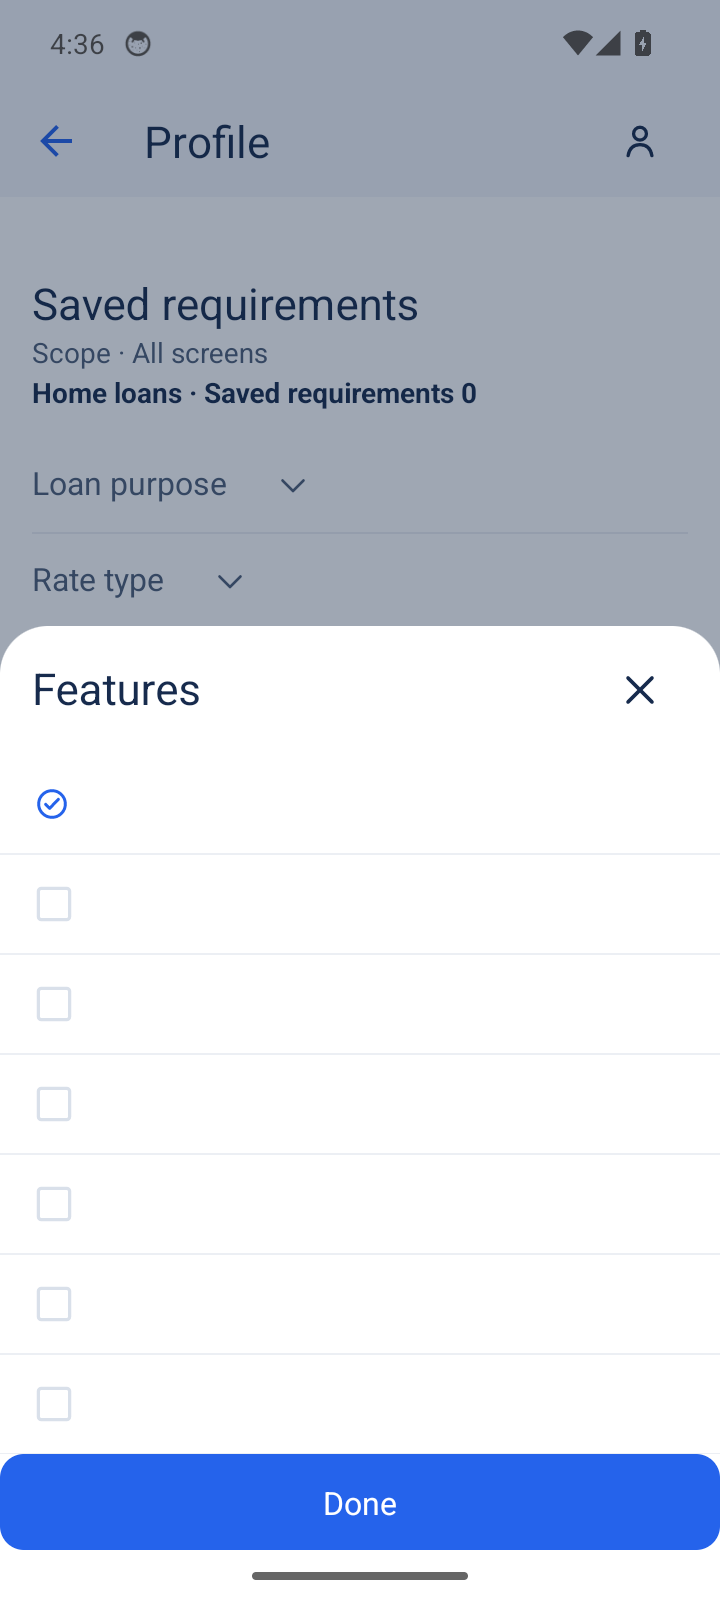 4:36
Profile
Saved requirements
Scope · All screens
Home loans · Saved requirements 0
Loan purpose
Rate type
Features
Done